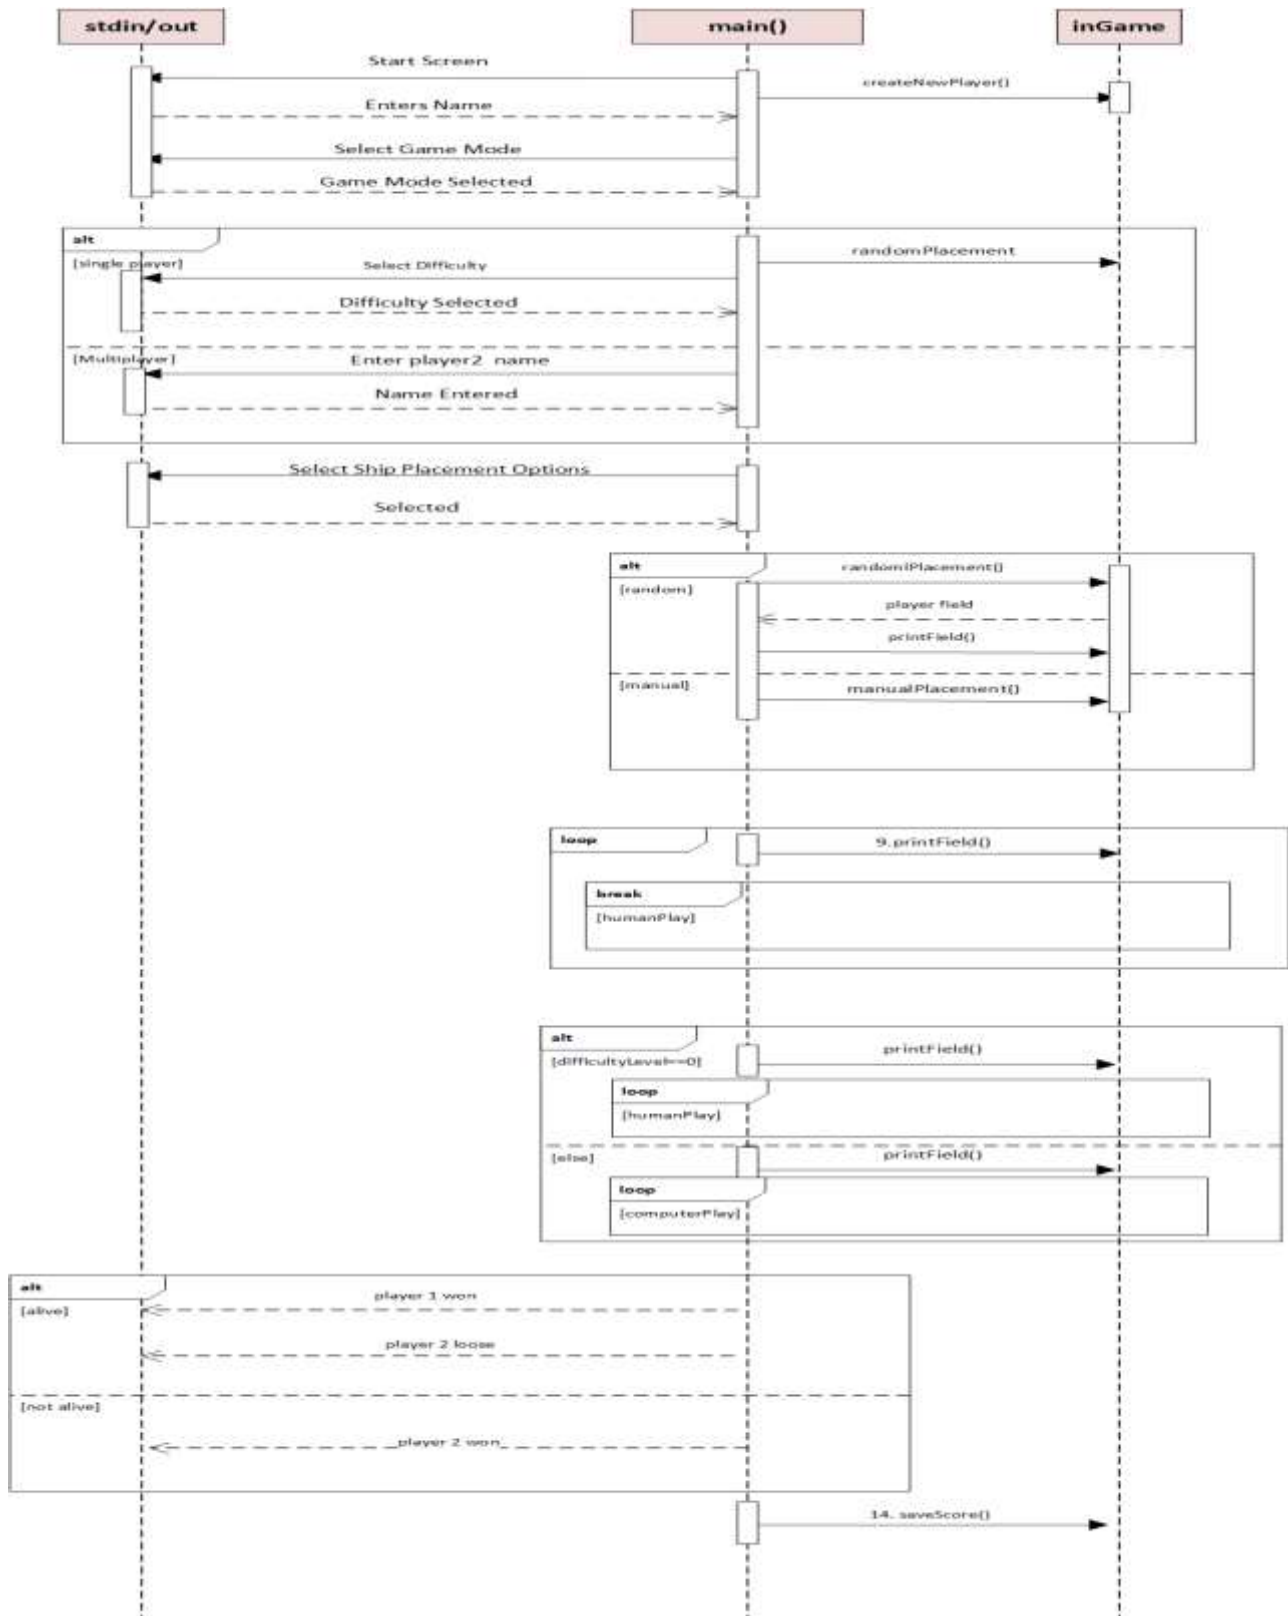 stdin/out
main()
inGame
Start Screen
createNewPlayer()
Enters Name
Select Game Mode
Game Mode Selected
alt
[single player]
Select Difficulty
randomPlacement
Difficulty Selected
[Multiplayer]
Enter player2 name
Name Entered
Select Ship Placement Options
Selected
alt
[random]
randomlPlacement()
player field
printField()
[manual]
manualPlacement()
loop
9.printField()
break
[humanPlay]
alt
[difficultyLevel==0]
printField()
loop
[humanPlay]
[else]
printField()
loop
[computerPlay]
alt
[alive]
player 1 won
player 2 loose
[not alive]
player 2 won
14. saveScore()